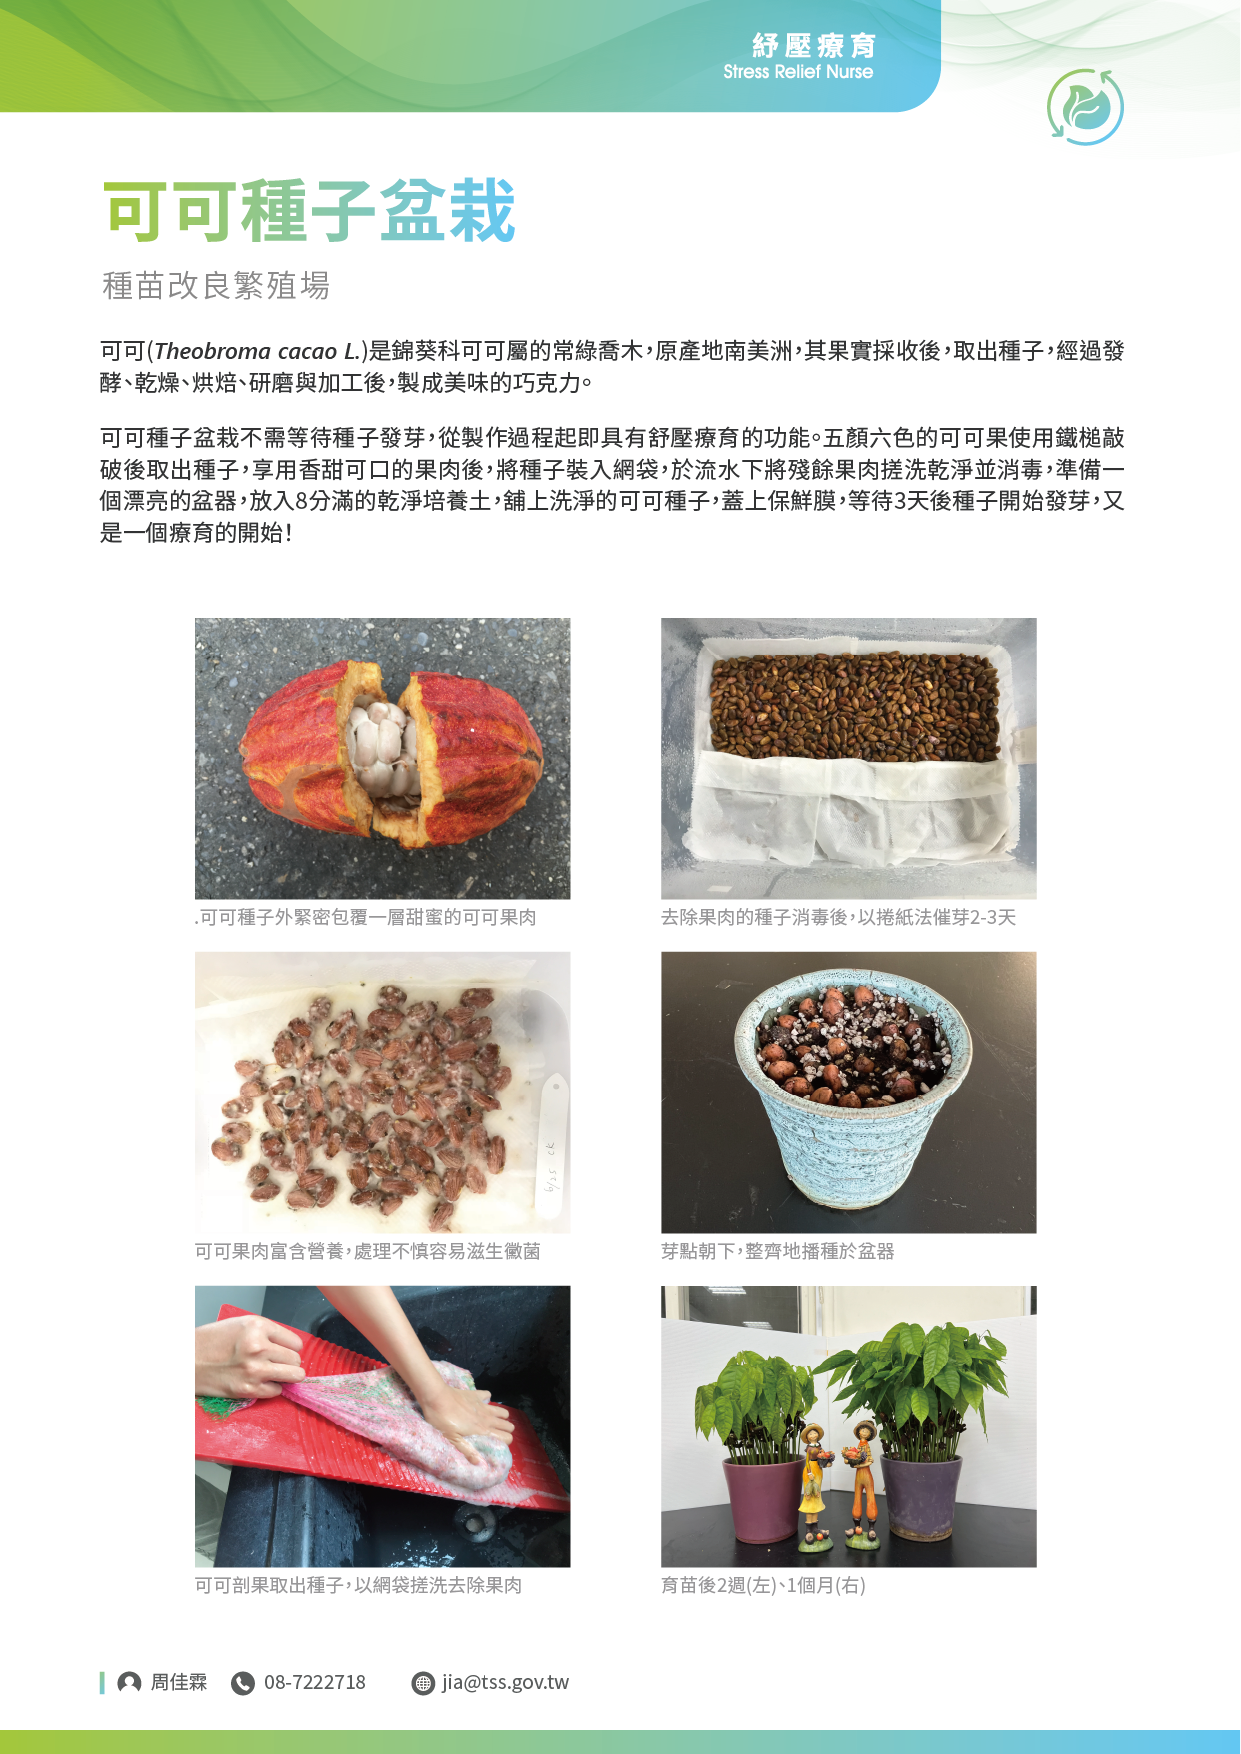 紓壓療育
Stress Relief Nurse
可可種子盆栽
種苗改良繁殖場
可可(Theobroma cacao L.)是錦葵科可可屬的常綠喬木，原產地南美洲，其果實採收後，取出種子，經過發
酵、乾燥、烘焙、研磨與加工後，製成美味的巧克力。
可可種子盆栽不需等待種子發芽，從製作過程起即具有舒壓療育的功能。五顏六色的可可果使用鐵槌敲
破後取出種子，享用香甜可口的果肉後，將種子裝入網袋，於流水下將殘餘果肉搓洗乾淨並消毒，準備一
個漂亮的盆器，放入8分滿的乾淨培養土，舖上洗淨的可可種子，蓋上保鮮膜，等待3天後種子開始發芽，又
是一個療育的開始！
.可可種子外緊密包覆一層甜蜜的可可果肉
去除果肉的種子消毒後，以捲紙法催芽2-3天
6/25 CK
可可果肉富含營養，處理不慎容易滋生黴菌
芽點朝下，整齊地播種於盆器
可可剖果取出種子，以網袋搓洗去除果肉
育苗後2週(左)、1個月(右)
周佳霖
08-7222718
jia@tss.gov.tw